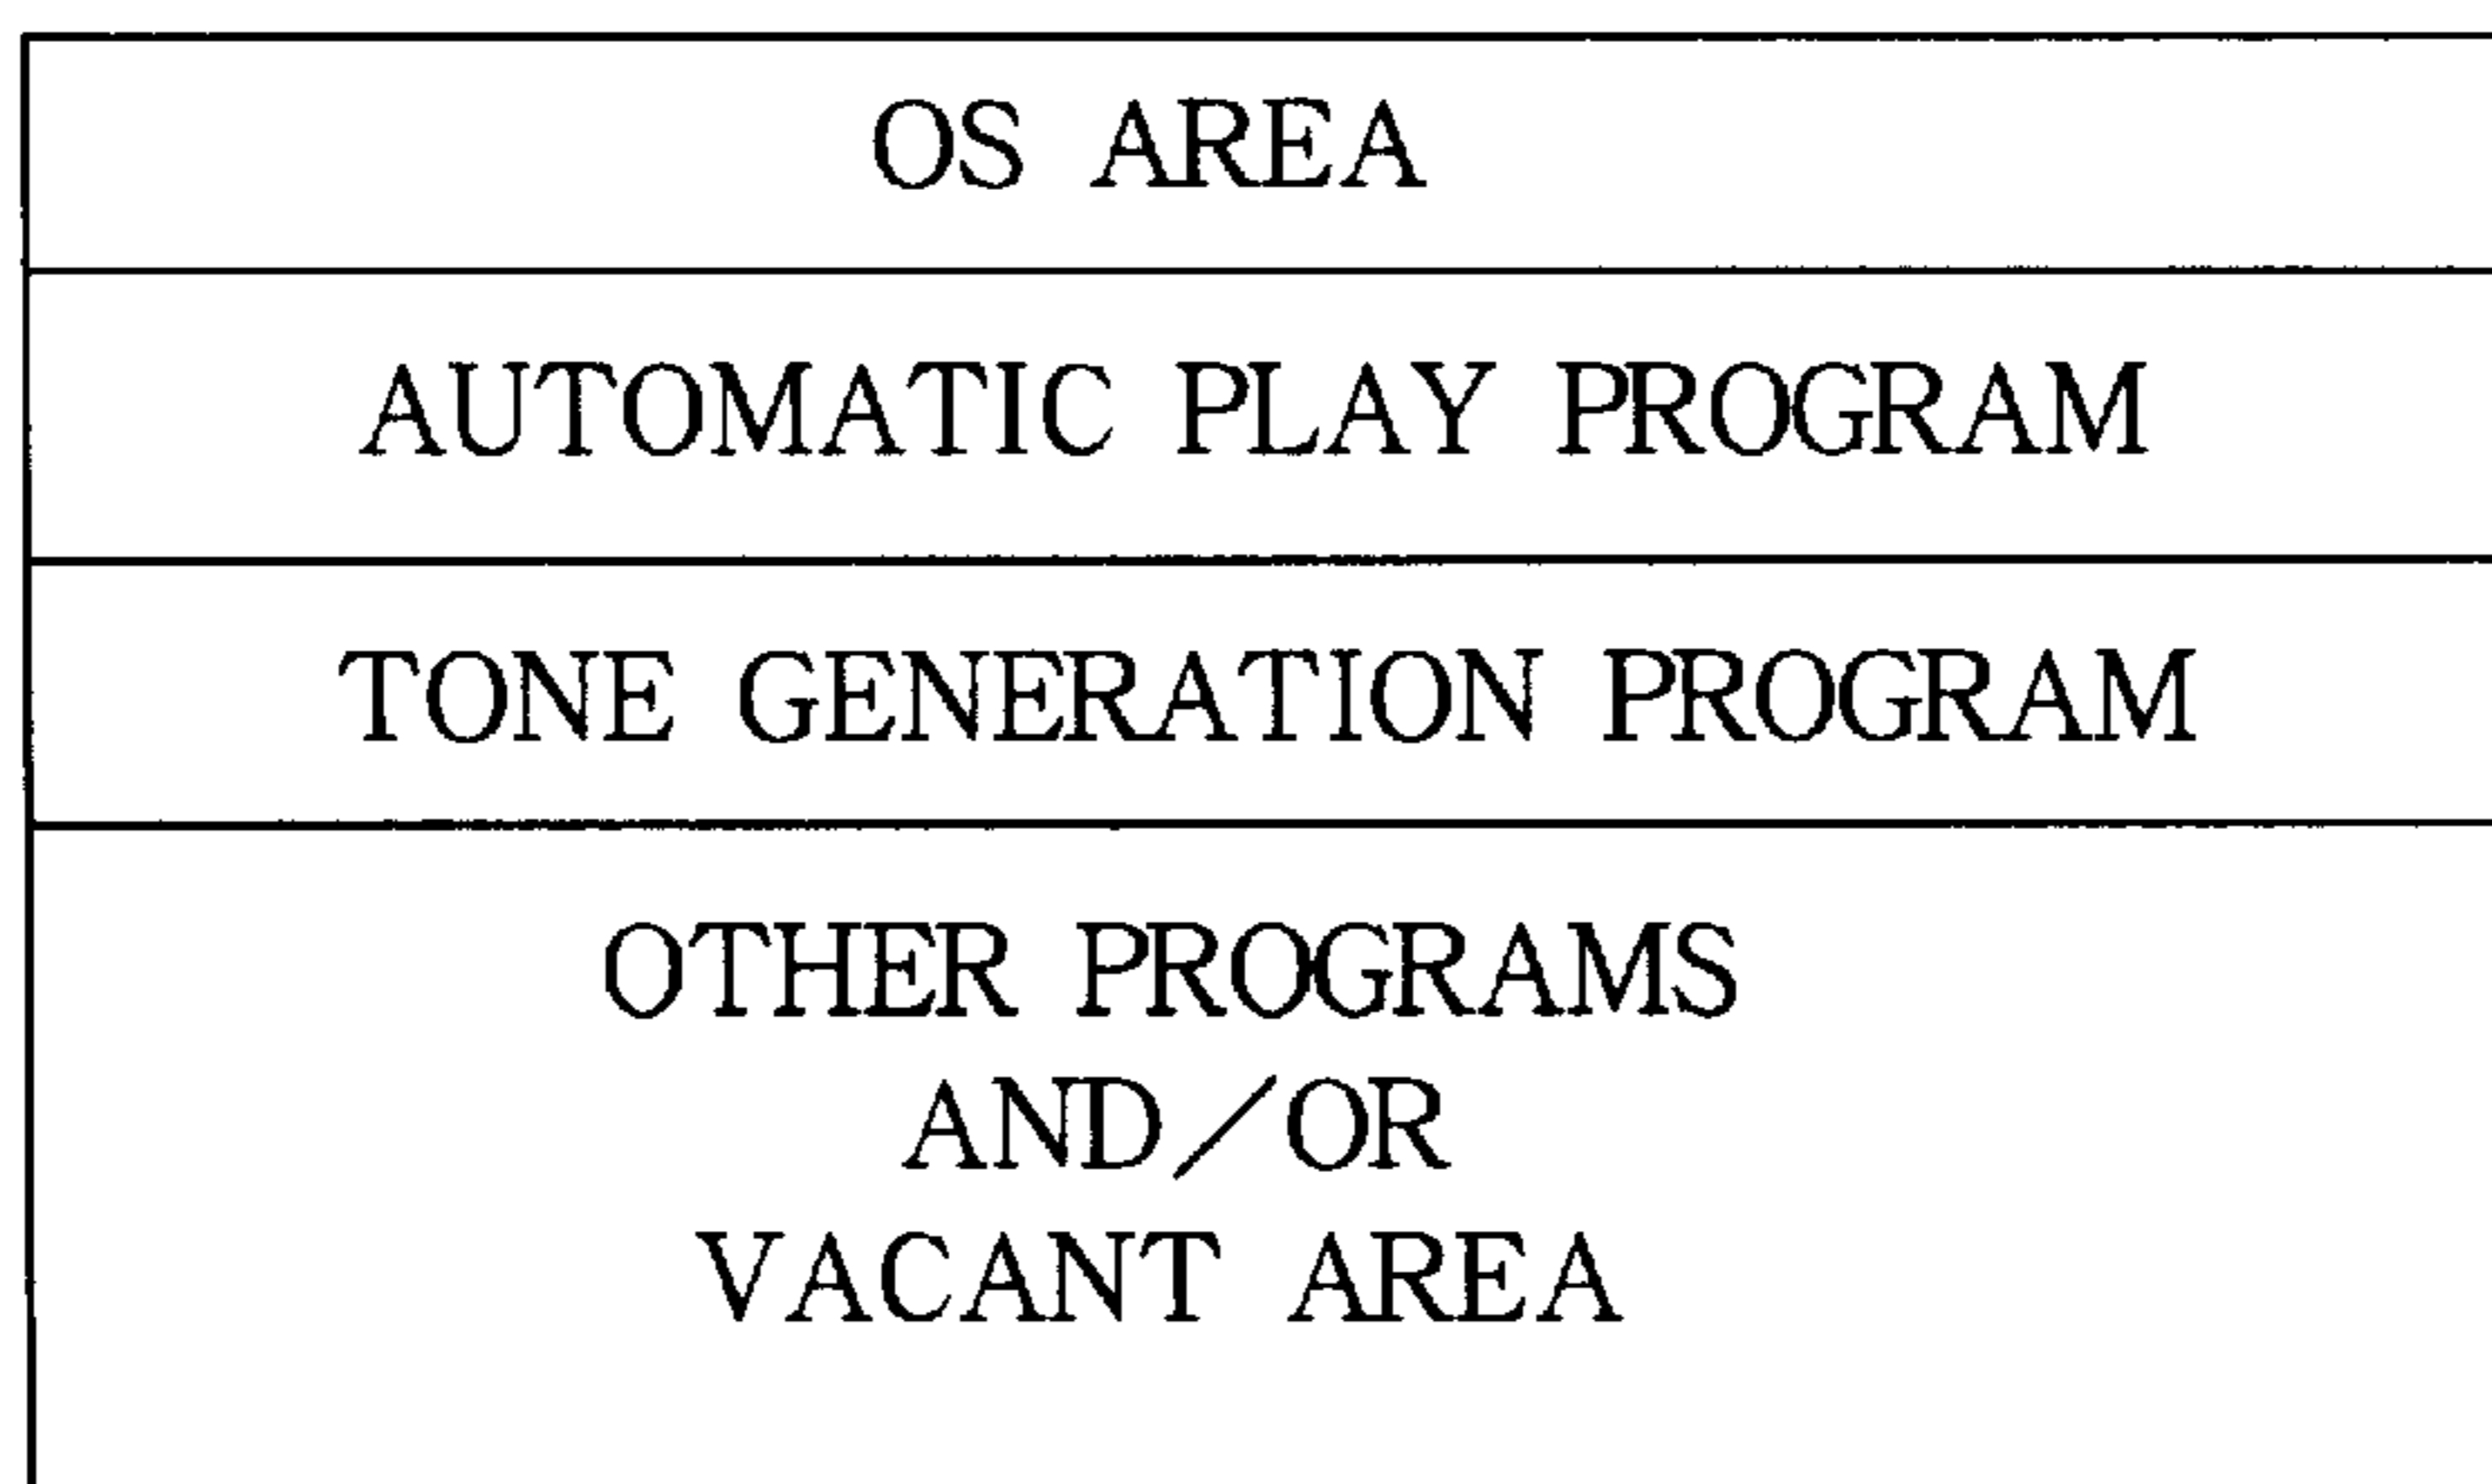 OS AREA
AUTOMATIC PLAY PROGRAM
TONE GENERATION PROGRAM
OTHER PROGRAMS
AND/OR
VACANT AREA